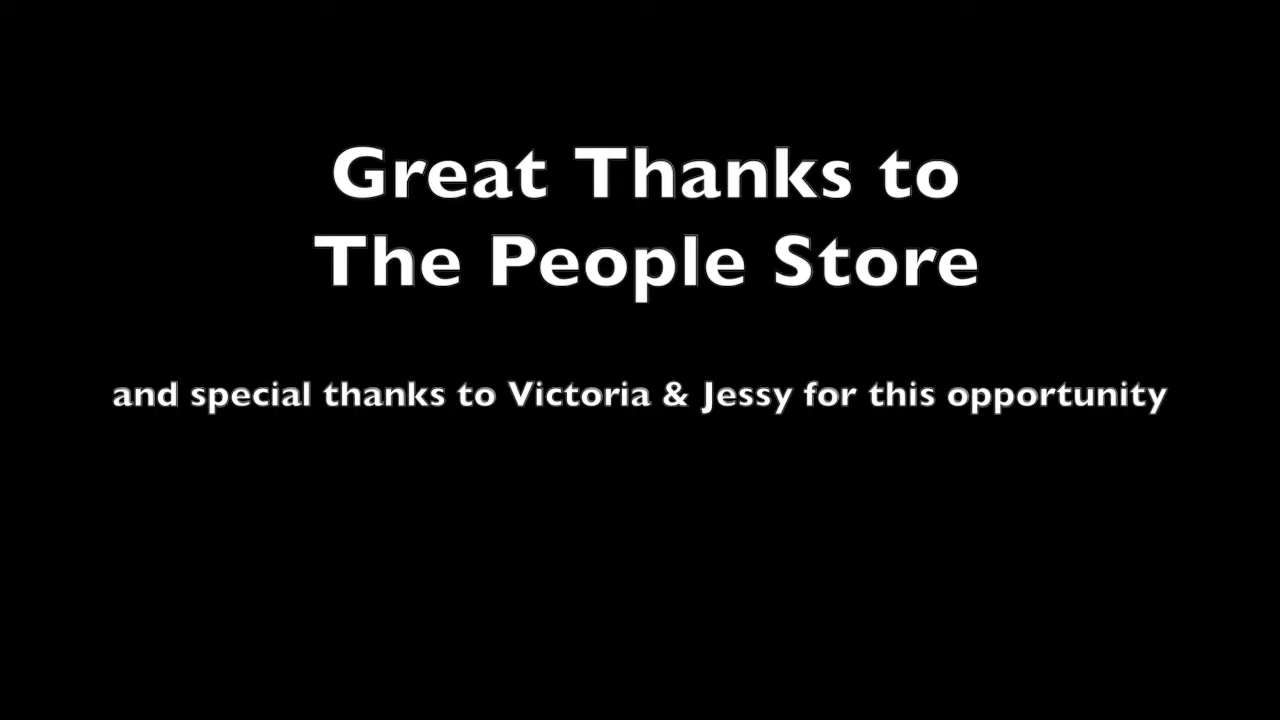 Great Thanks to
The People Store
and special thanks to Victoria & Jessy for this opportunity